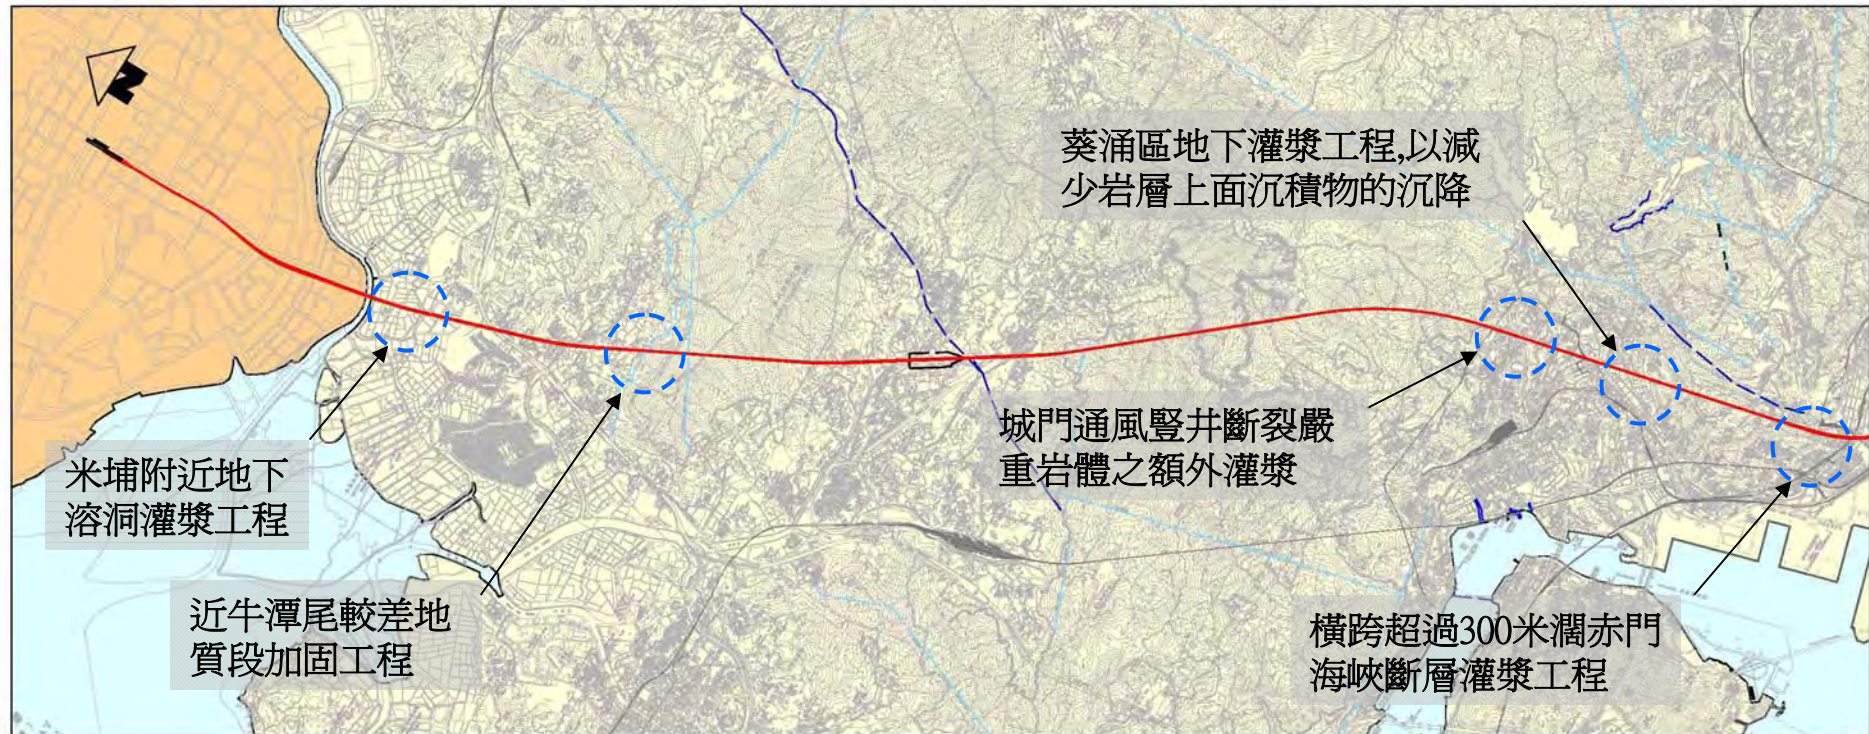 葵涌區地下灌漿工程,以減
少岩層上面沉積物的沉降
城門通風豎井斷裂嚴
重岩體之額外灌漿
米埔附近地下
溶洞灌漿工程
近牛潭尾較差地
質段加固工程
橫跨超過300米濶赤門
海峽斷層灌漿工程